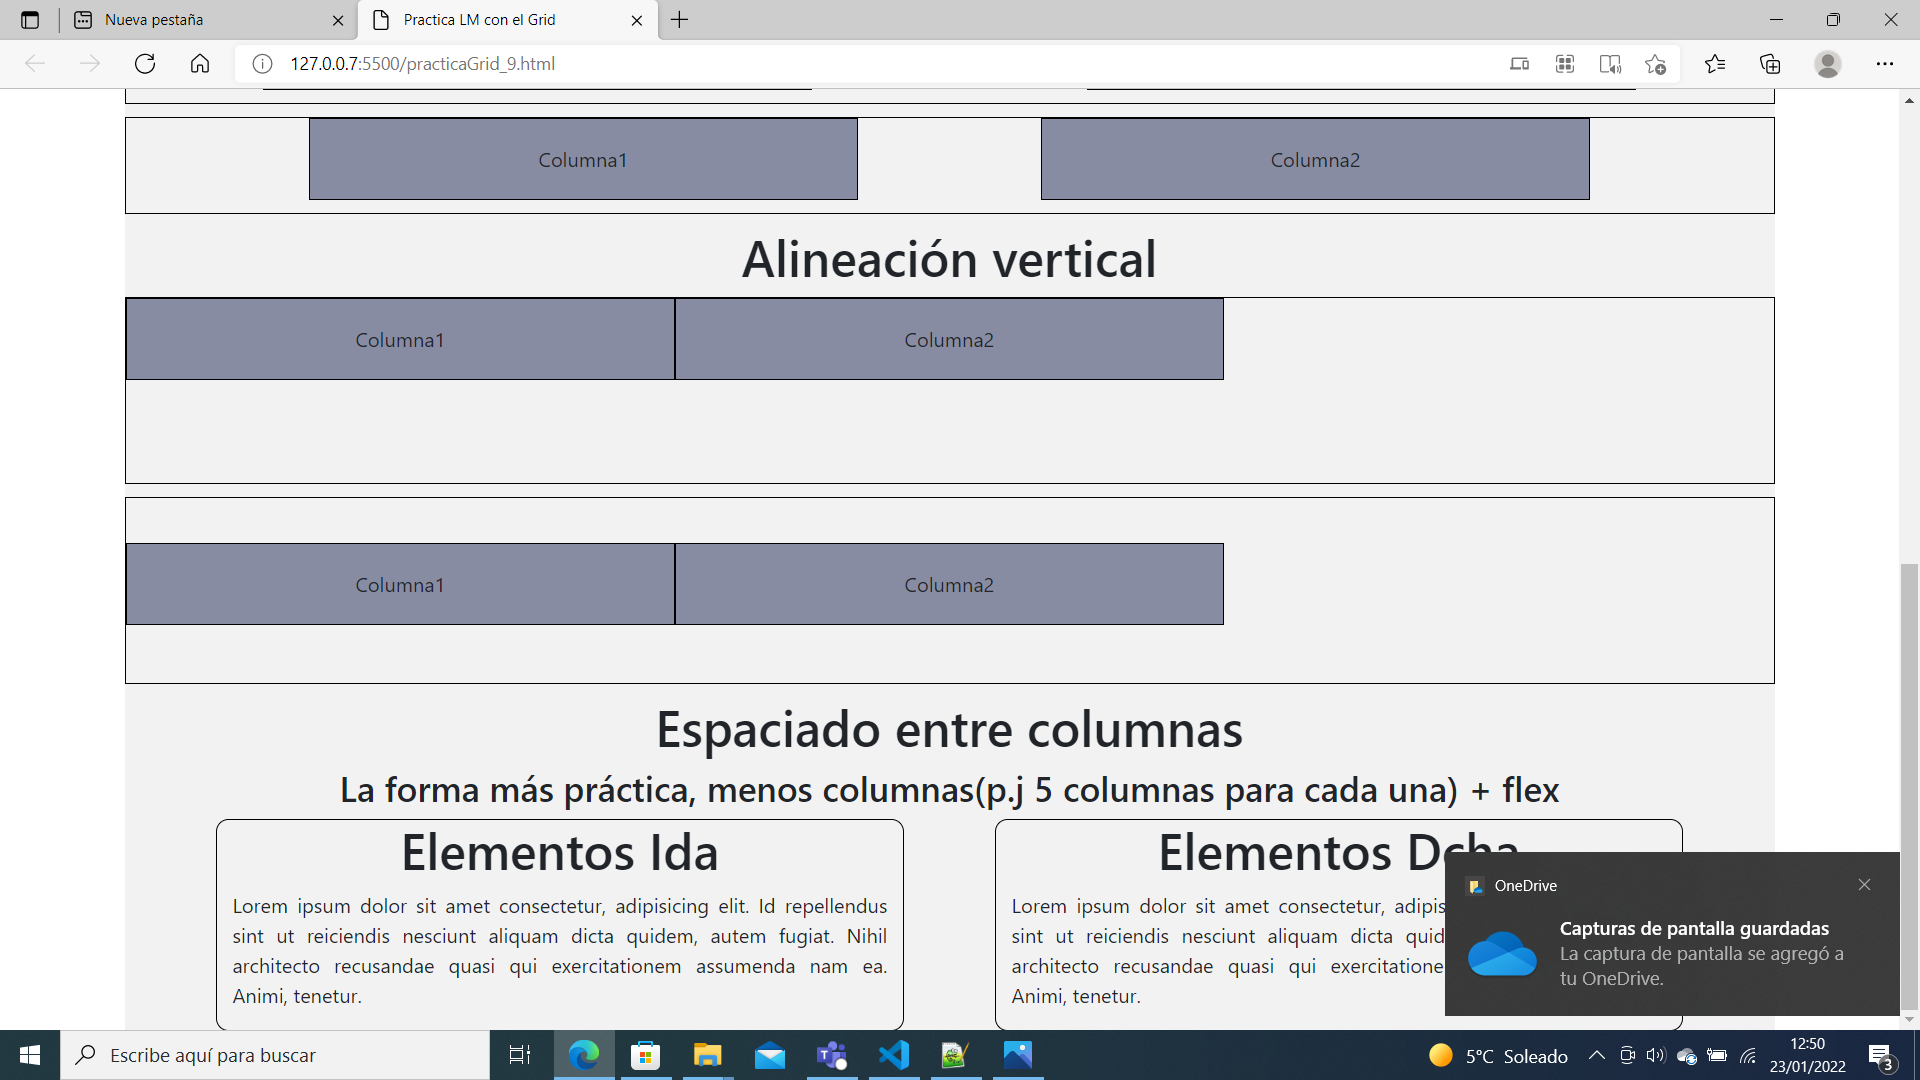 Nueva pestaña
Practica LM con el Grid
127.0.0.7:5500/practicaGrid_9.html
Columna1
Columna2
Alineación vertical
Columna1
Columna2
Columna1
Columna2
Espaciado entre columnas
La forma más práctica, menos columnas(p.j 5 columnas para cada una) + flex
Elementos Ida
Lorem ipsum dolor sit amet consectetur, adipisicing elit. Id repellendus
sint ut reiciendis nesciunt aliquam dicta quidem, autem fugiat. Nihil
architecto recusandae quasi qui exercitationem assumenda nam ea.
Animi, tenetur.
Elementos Dcha
Lorem ipsum dolor sit amet consectetur, adipis
sint ut reiciendis nesciunt aliquam dicta quid
architecto recusandae quasi qui exercitatione
Animi, tenetur.
OneDrive
Capturas de pantalla guardadas
La captura de pantalla se agregó a
tu OneDrive.
Escribe aquí para buscar
5°C Soleado
12:50
23/01/2022
3